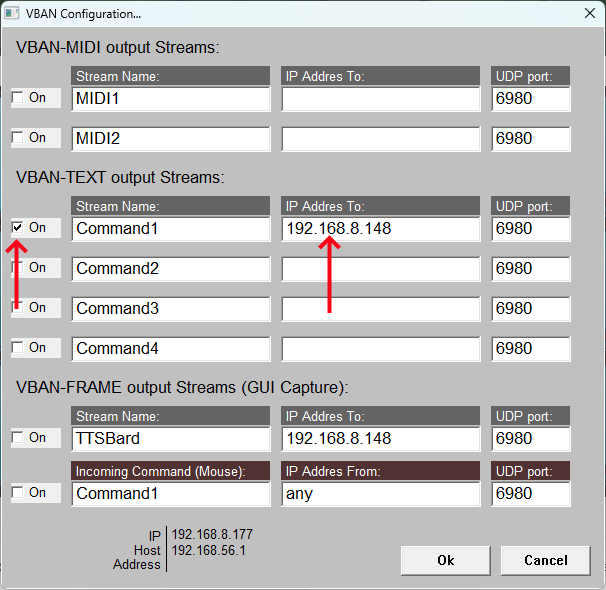 VBAN Configuration...
VBAN-MIDI output Streams:
Stream Name: IP Addres To: UDP port:
On MIDI1 6980
On MIDI2 6980
VBAN-TEXT output Streams:
Stream Name: IP Addres To: UDP port:
On Command1 192.168.8.148 6980
On Command2 6980
On Command3 6980
On Command4 6980
VBAN-FRAME output Streams (GUI Capture):
Stream Name: IP Addres To: UDP port:
On TTSBard 192.168.8.148 6980
Incoming Command (Mouse): IP Addres From: UDP port:
On Command1 any 6980
IP 192.168.8.177
Host 192.168.56.1
Address
Ok Cancel